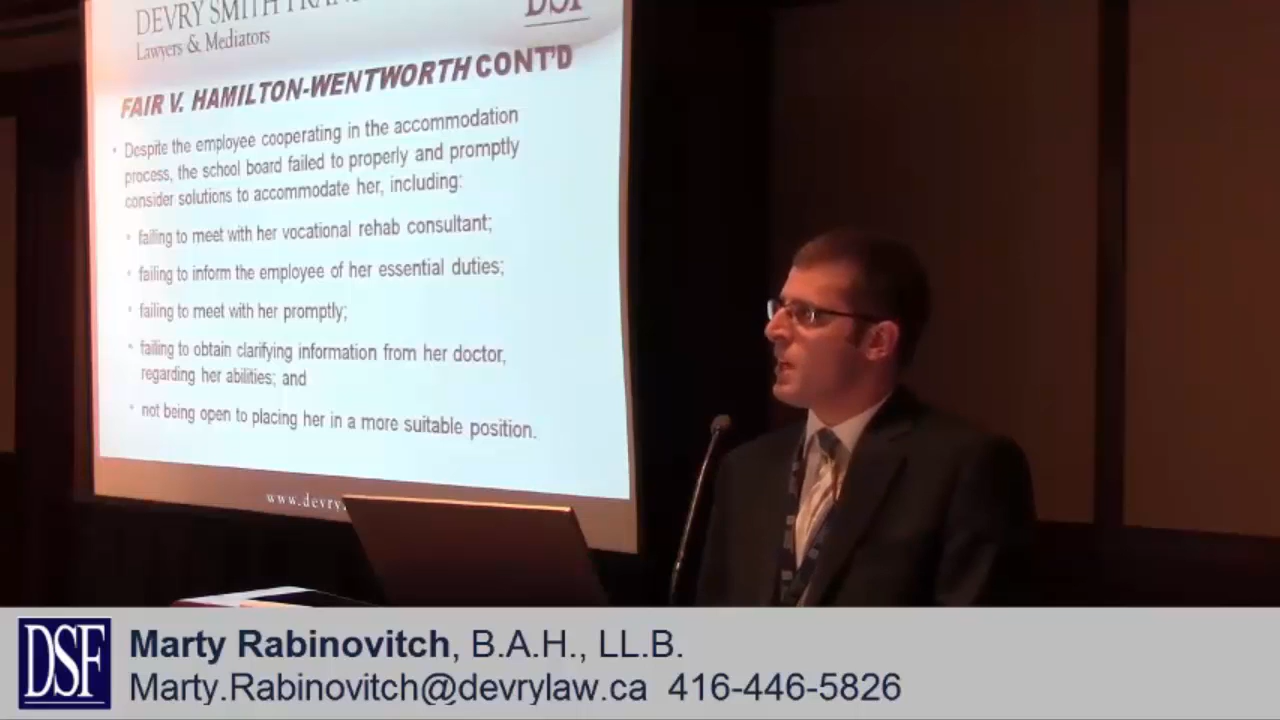 DEVRY SMITH
DSF
Lawyers & Mediators
FAIR V. HAMILTON-WENTWORTH CONT'D
• Despite the employee cooperating in the accommodation
process, the school board failed to properly and promptly
consider solutions to accommodate her, including:
• failing to meet with her vocational rehab consultant;
• failing to inform the employee of her essential duties;
• failing to meet with her promptly;
• failing to obtain clarifying information from her doctor,
regarding her abilities; and
• not being open to placing her in a more suitable position.
www.devry
DSF
Marty Rabinovitch, B.A.H., LL.B.
Marty.Rabinovitch@devrylaw.ca 416-446-5826